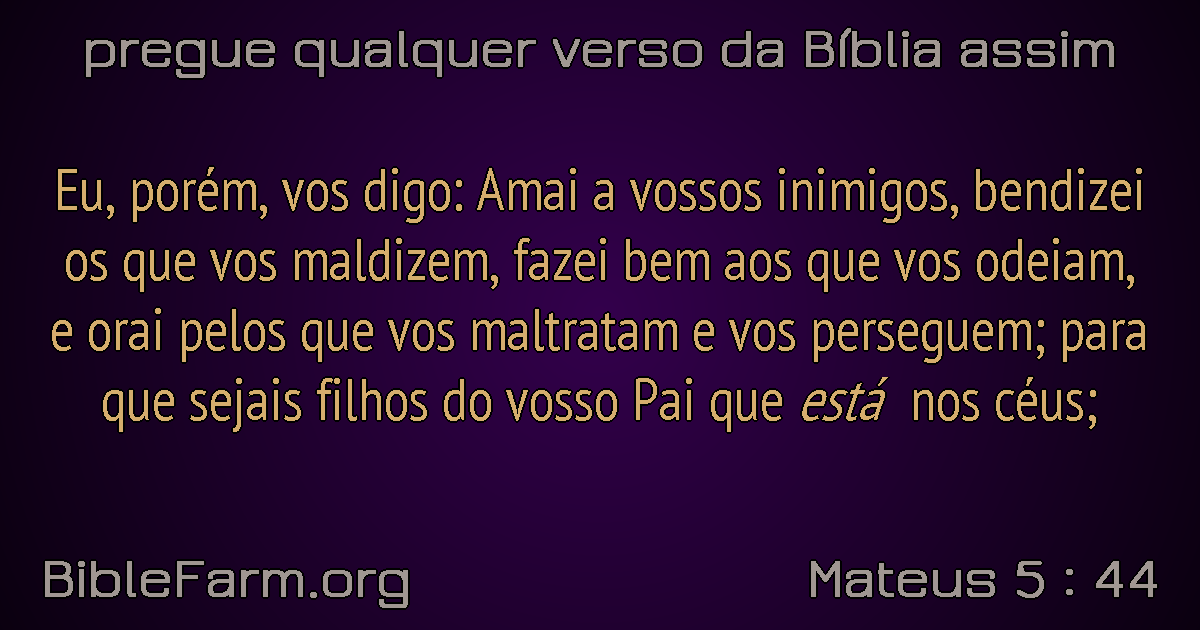 pregue qualquer verso da Bíblia assim
Eu, porém, vos digo: Amai a vossos inimigos, bendizei
os que vos maldizem, fazei bem aos que vos odeiam,
e orai pelos que vos maltratam e vos perseguem; para
que sejais filhos do vosso Pai que está nos céus;
BibleFarm.org
Mateus 5 : 44